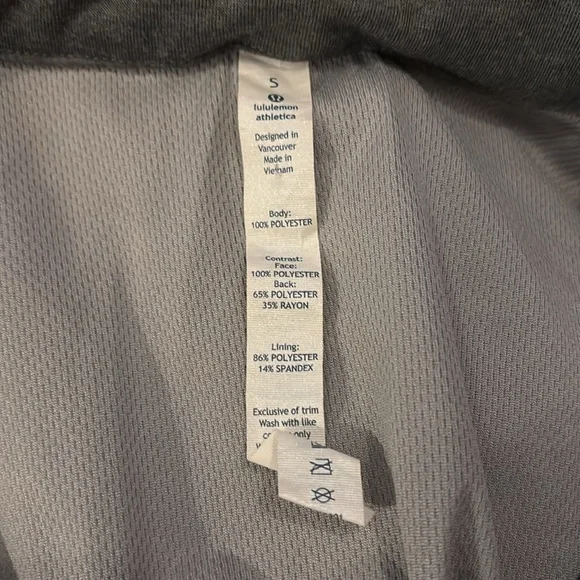 S
lululemon
athletica
Designed in
Vancouver
Made in
Vietnam
Body:
100% POLYESTER
Contrast:
Face:
100% POLYESTER
Back:
65% POLYESTER
35% RAYON
Lining:
86% POLYESTER
14% SPANDEX
Exclusive of trim
Wash with like